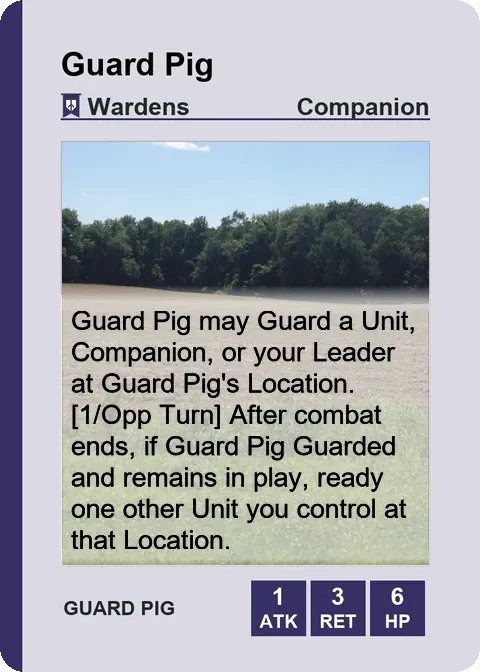 Guard Pig
Wardens Companion
Guard Pig may Guard a Unit,
Companion, or your Leader
at Guard Pig's Location.
[1/Opp Turn] After combat
ends, if Guard Pig Guarded
and remains in play, ready
one other Unit you control at
that Location.
GUARD PIG
1 3 6
ATK RET HP